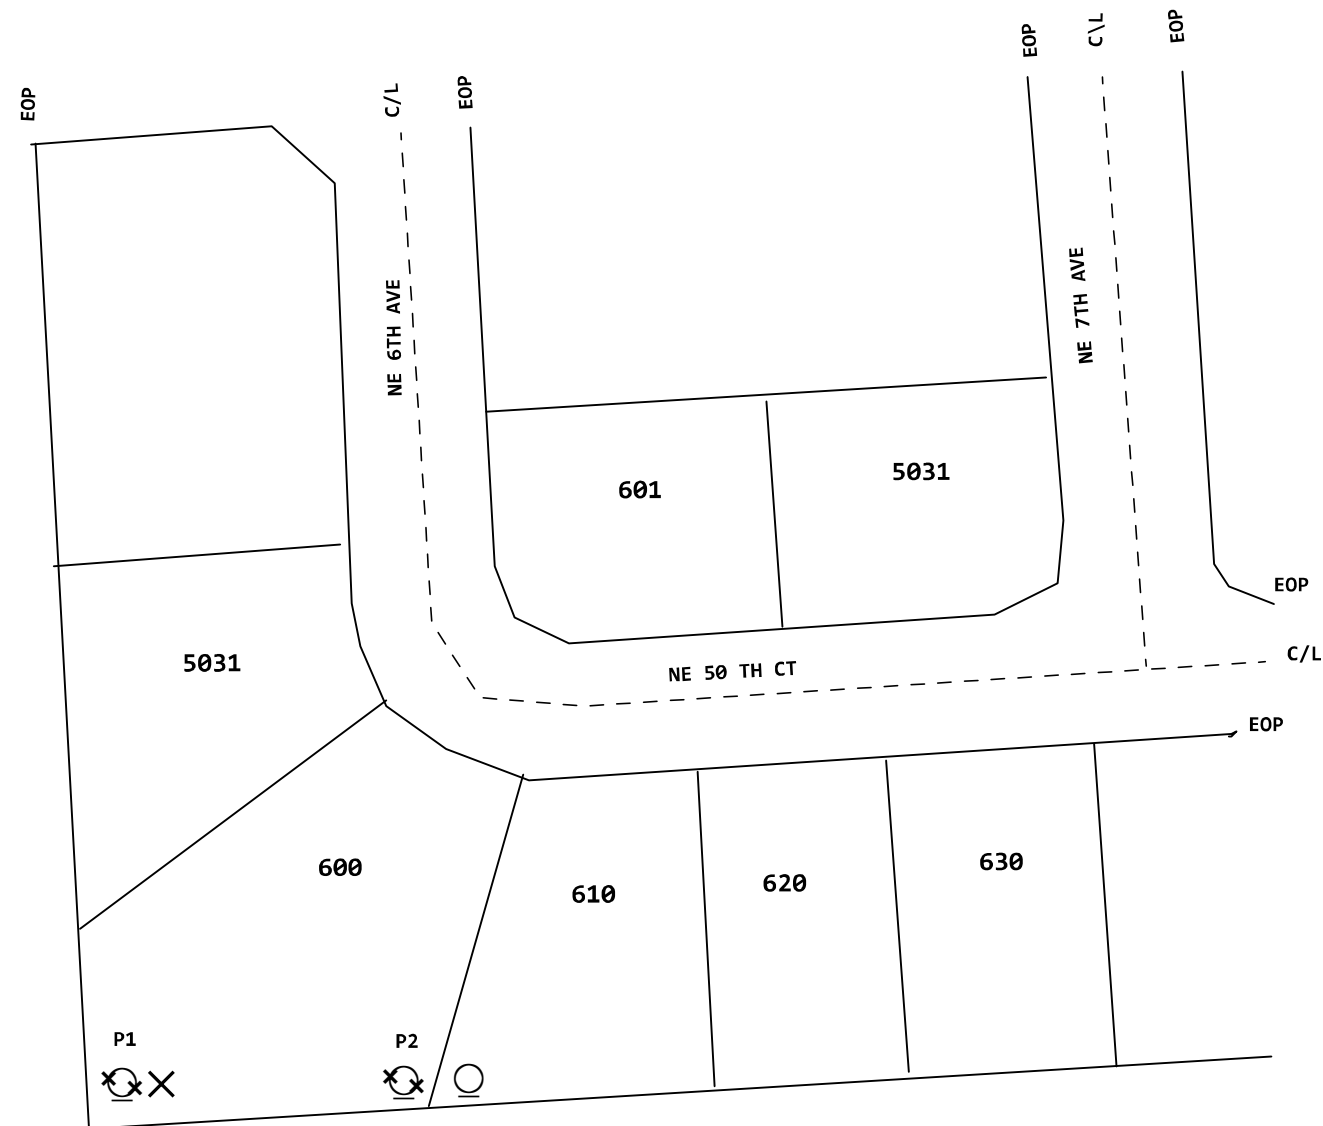 EOP
C/L
EOP
EOP
C\L
EOP
NE 6TH AVE
NE 7TH AVE
601
5031
EOP
C/L
5031
NE 50 TH CT
EOP
600
610
620
630
P1
P2